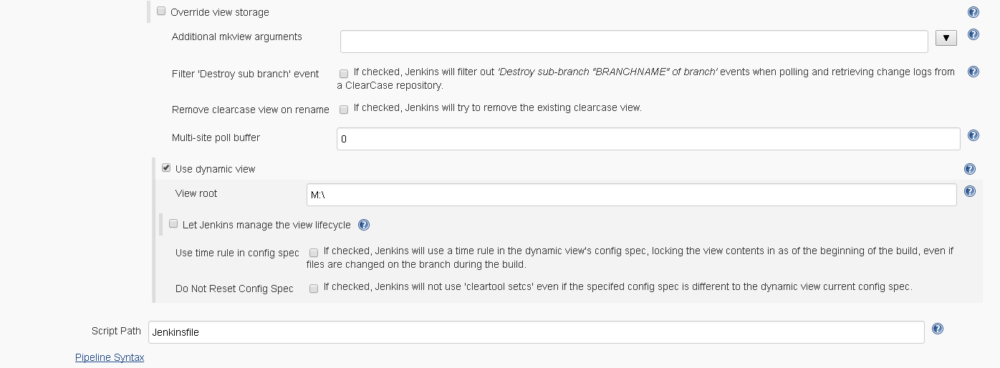 Override view storage
Additional mkview arguments
Filter 'Destroy sub branch' event If checked, Jenkins will filter out 'Destroy sub-branch "BRANCHNAME" of branch' events when polling and retrieving change logs from
a ClearCase repository.
Remove clearcase view on rename If checked, Jenkins will try to remove the existing clearcase view.
Multi-site poll buffer 0
Use dynamic view
View root M:\
Let Jenkins manage the view lifecycle
Use time rule in config spec If checked, Jenkins will use a time rule in the dynamic view's config spec, locking the view contents in as of the beginning of the build, even if
files are changed on the branch during the build.
Do Not Reset Config Spec If checked, Jenkins will not use 'cleartool setcs' even if the specifed config spec is different to the dynamic view current config spec.
Script Path Jenkinsfile
Pipeline Syntax